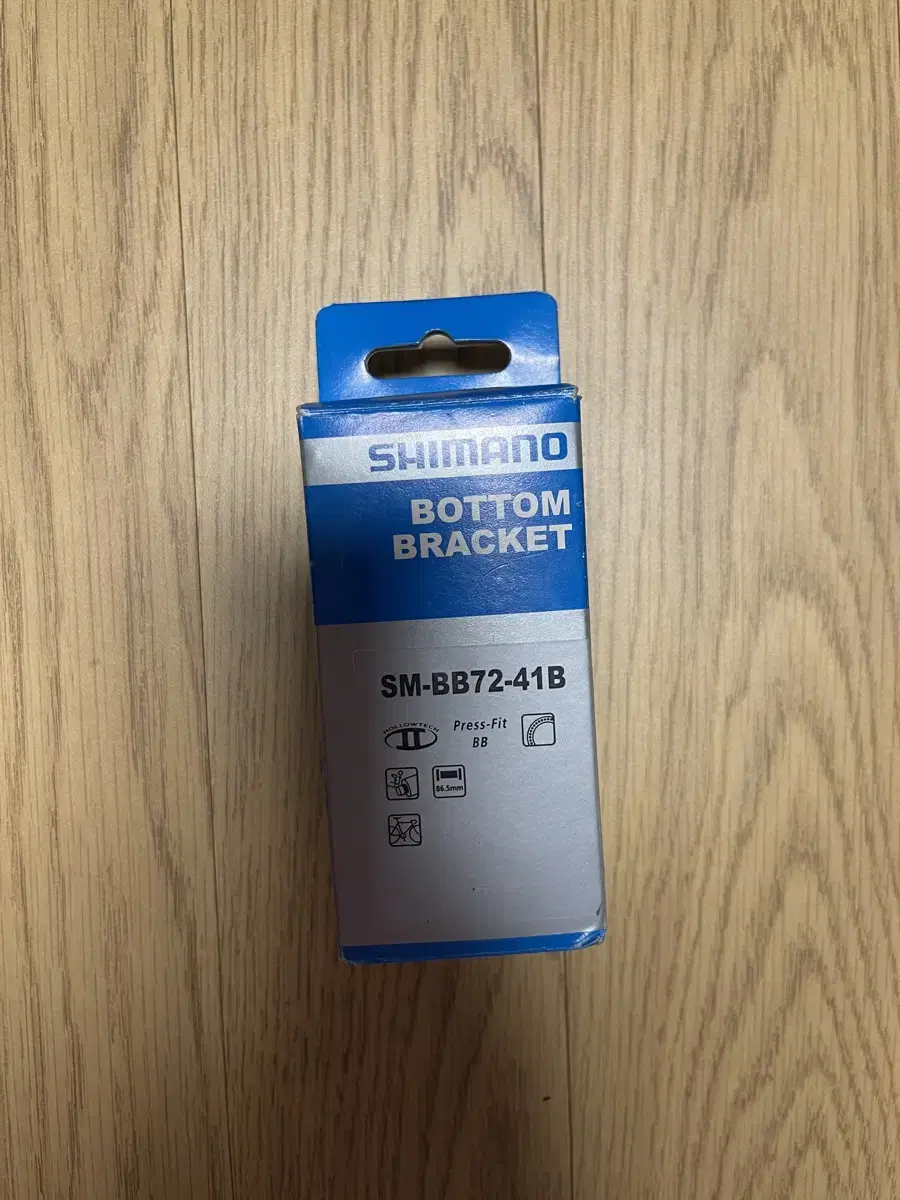 SHIMANO
BOTTOM
BRACKET
SM-BB72-41B
HOLLOWTECH
II
Press-Fit
BB
86.5mm